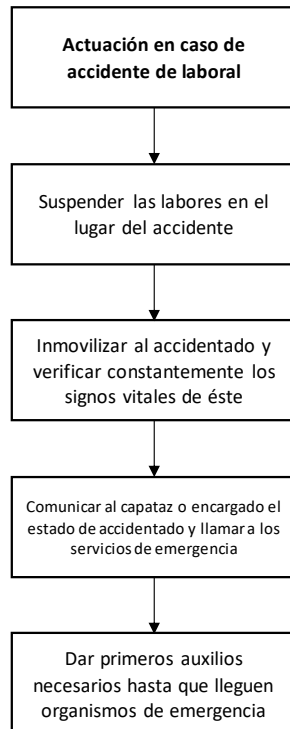 Actuación en caso de
accidente de laboral
Suspender las labores en el
lugar del accidente
Inmovilizar al accidentado y
verificar constantemente los
signos vitales de éste
Comunicar al capataz o encargado el
estado de accidentado y llamar a los
servicios de emergencia
Dar primeros auxilios
necesarios hasta que lleguen
organismos de emergencia